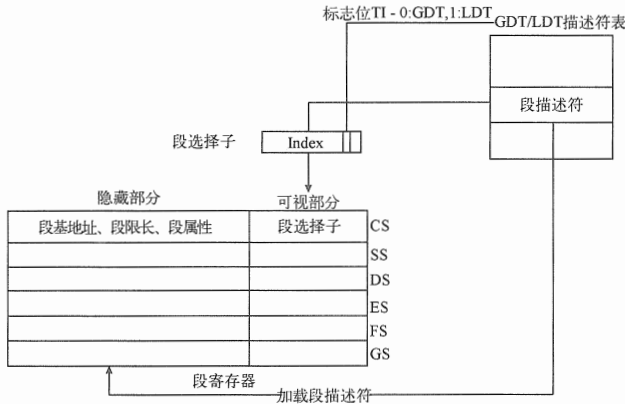 标志位TI - 0:GDT,1:LDT
GDT/LDT描述符表
段描述符
段选择子
Index
隐藏部分
可视部分
段基地址、段限长、段属性
段选择子
CS
SS
DS
ES
FS
GS
段寄存器
加载段描述符